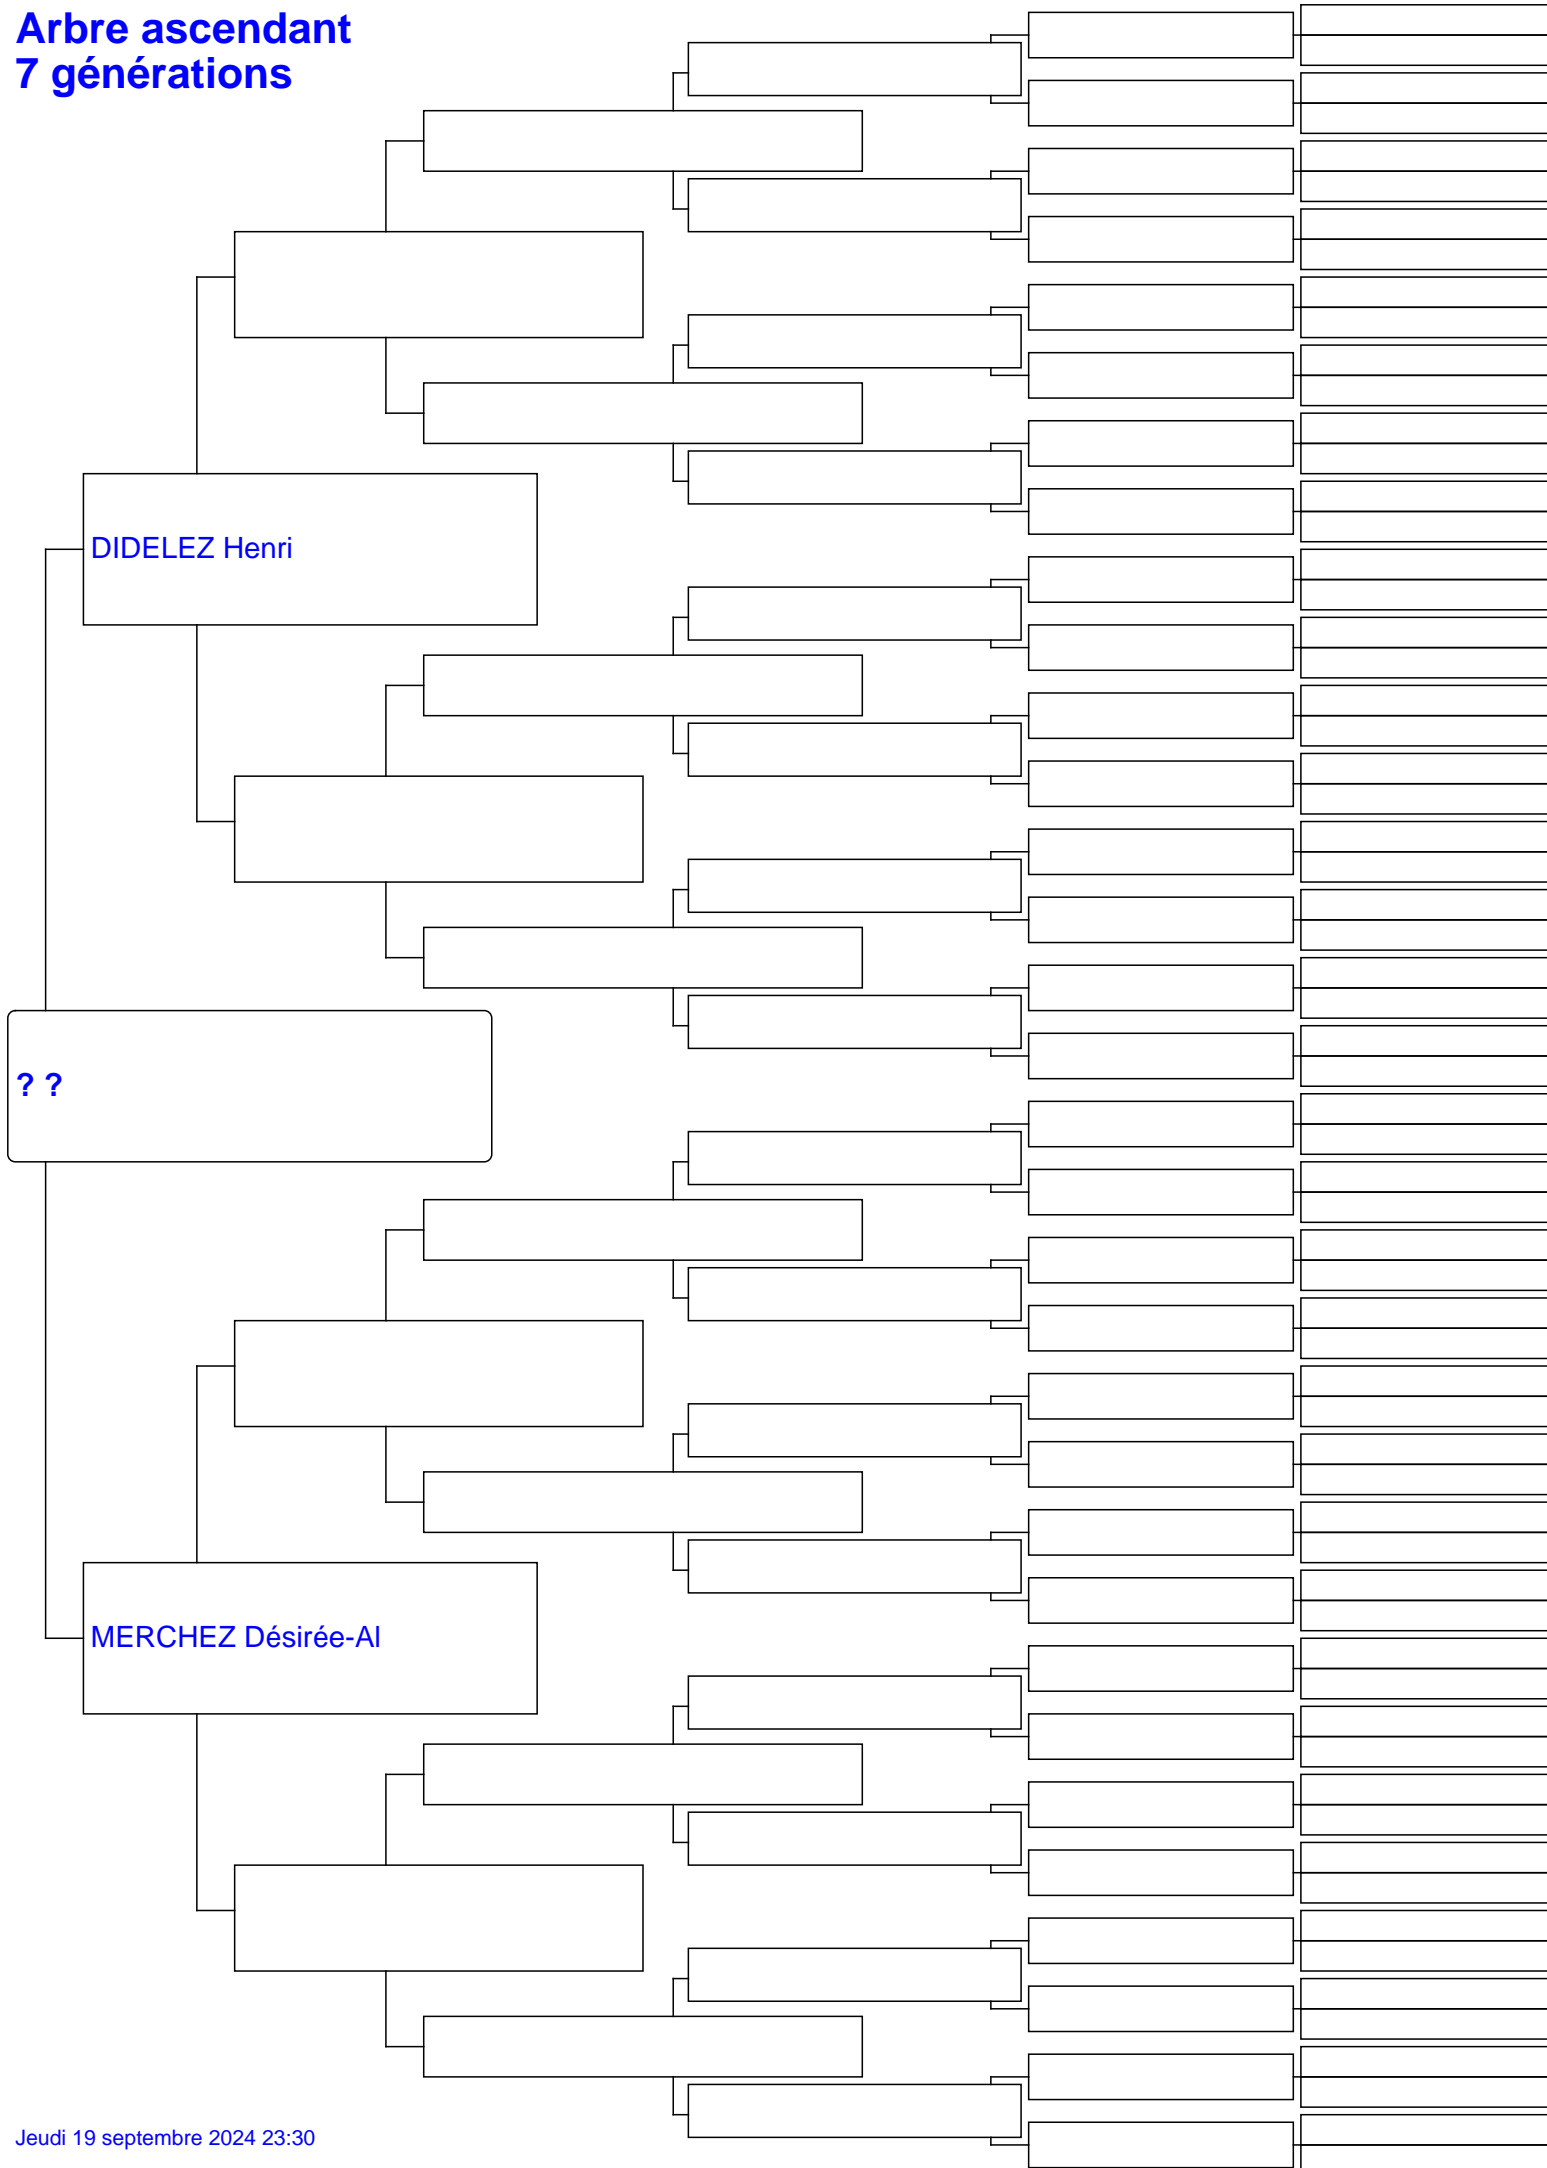 Arbre ascendant
7 générations
DIDELEZ Henri
? ?
MERCHEZ Désirée-Al
Jeudi 19 septembre 2024 23:30